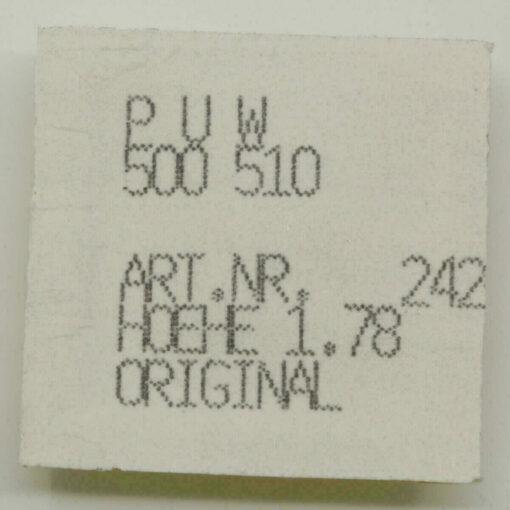 P U W
500 510
ART.NR. 242
HOEHE 1.78
ORIGINAL